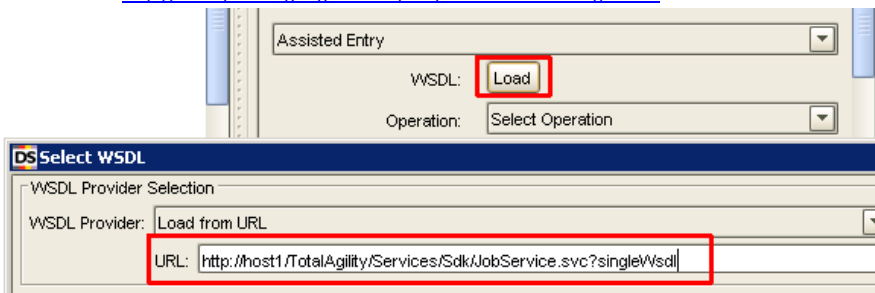 Assisted Entry
WSDL: Load
Operation: Select Operation
DS Select WSDL
WSDL Provider Selection
WSDL Provider: Load from URL
URL: http://host1/TotalAgility/Services/Sdk/JobService.svc?singleWsdl